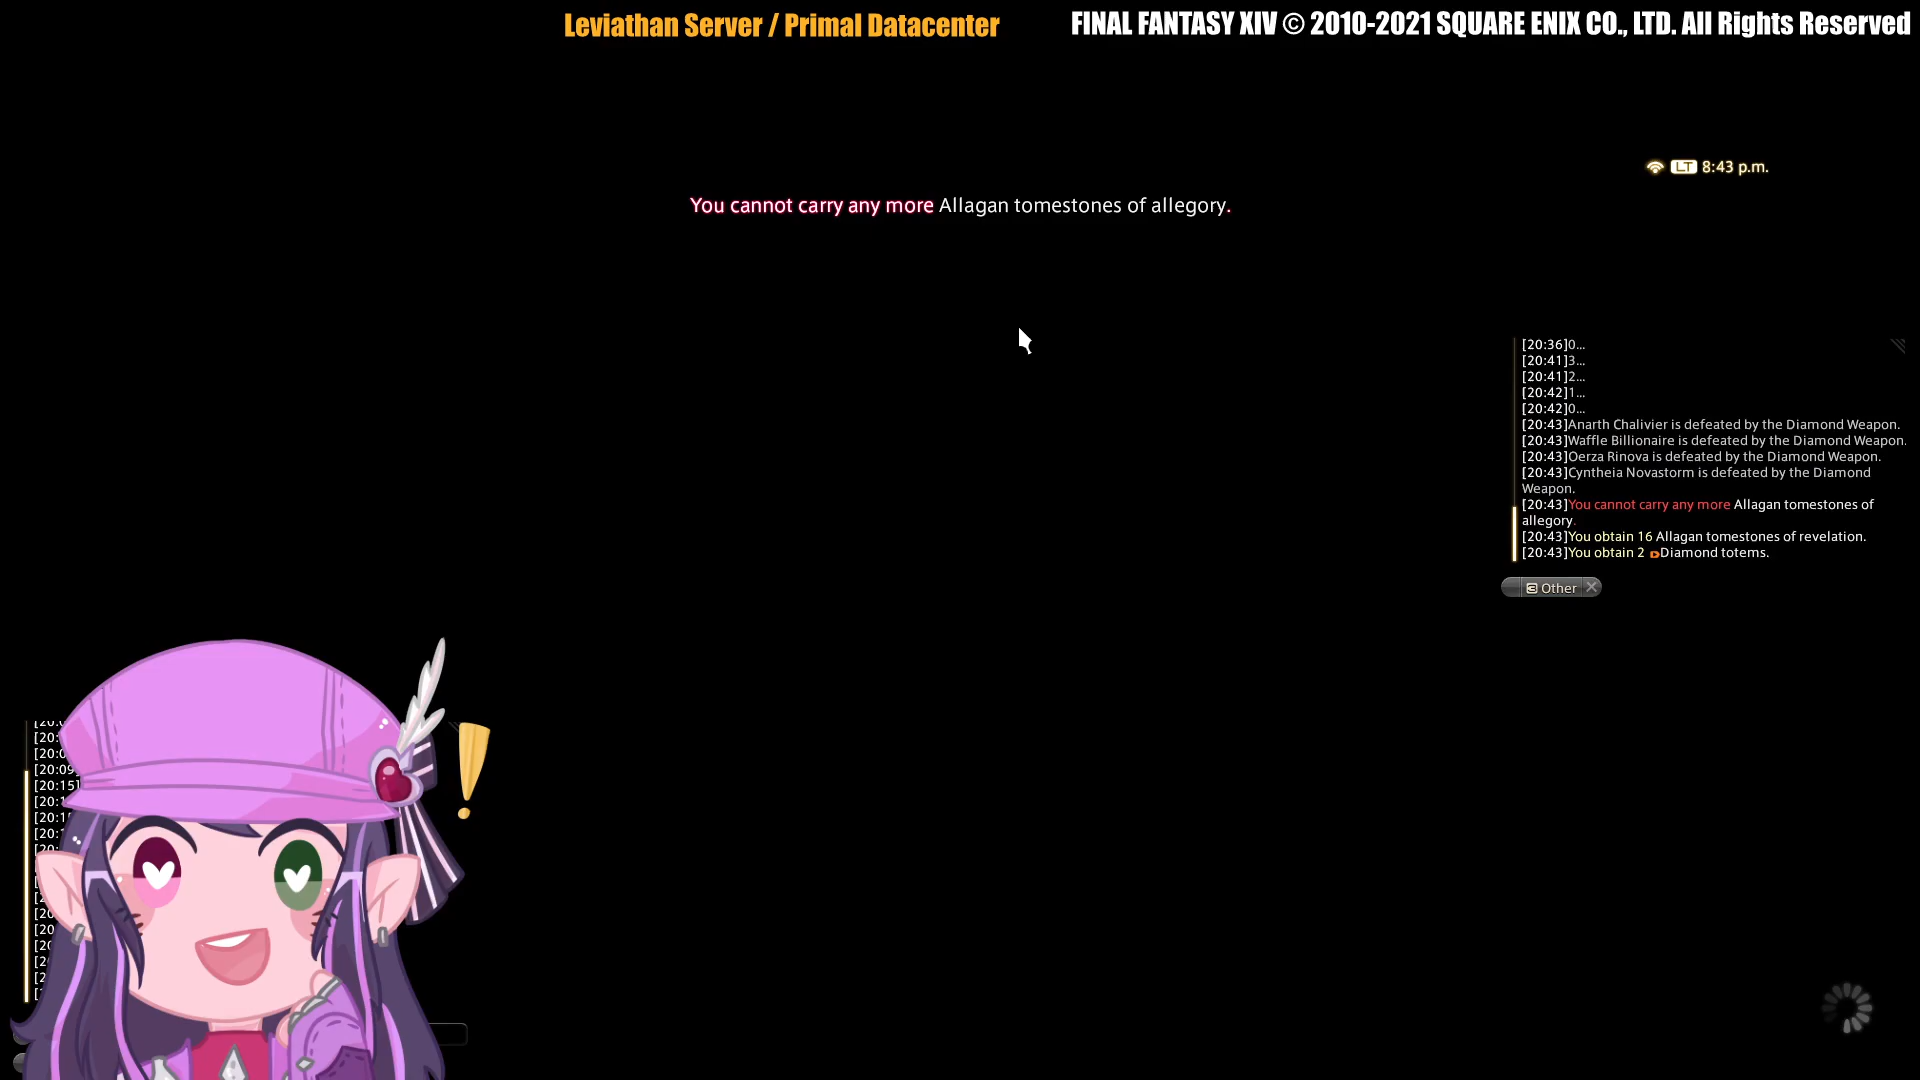 Leviathan Server / Primal Datacenter
FINAL FANTASY XIV © 2010-2021 SQUARE ENIX CO., LTD. All Rights Reserved
LT 8:43 p.m.
You cannot carry any more Allagan tomestones of allegory.
[20:36]0...
[20:41]3...
[20:41]2...
[20:42]1...
[20:42]0...
[20:43]Anarth Chalivier is defeated by the Diamond Weapon.
[20:43]Waffle Billionaire is defeated by the Diamond Weapon.
[20:43]Oerza Rinova is defeated by the Diamond Weapon.
[20:43]Cyntheia Novastorm is defeated by the Diamond
Weapon.
[20:43]You cannot carry any more Allagan tomestones of
allegory.
[20:43]You obtain 16 Allagan tomestones of revelation.
[20:43]You obtain 2 Diamond totems.
Other
[20:09]
[20:15]